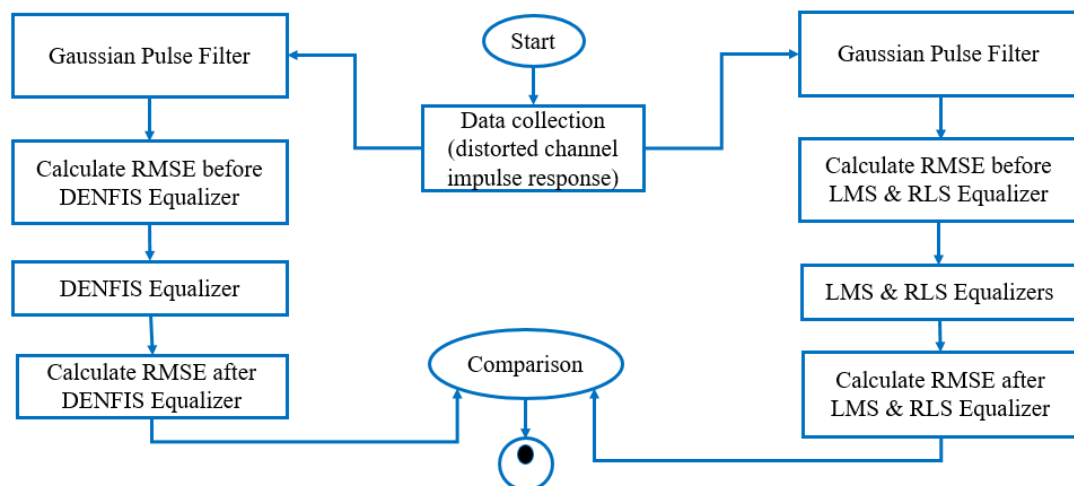 Start
Data collection
(distorted channel
impulse response)
Gaussian Pulse Filter
Calculate RMSE before
DENFIS Equalizer
DENFIS Equalizer
Calculate RMSE after
DENFIS Equalizer
Gaussian Pulse Filter
Calculate RMSE before
LMS & RLS Equalizer
LMS & RLS Equalizers
Calculate RMSE after
LMS & RLS Equalizer
Comparison